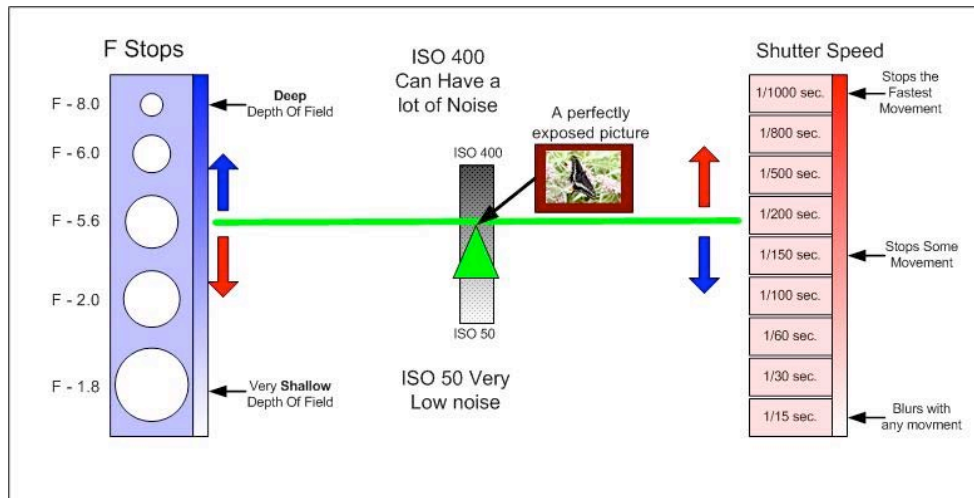 F Stops
F - 8.0
F -6.0
F -5.6
F - 2.0
F - 1.8
Deep
Depth Of Field
Very Shallow
Depth Of Field
ISO 400
Can Have a
lot of Noise
ISO 400
A perfectly
exposed picture
ISO 50
ISO 50 Very
Low noise
Shutter Speed
1/1000 sec.
1/800 sec.
1/500 sec.
1/200 sec.
1/150 sec.
1/100 sec.
1/60 sec.
1/30 sec.
1/15 sec.
Stops the
Fastest
Movement
Stops Some
Movement
Blurs with
any movment